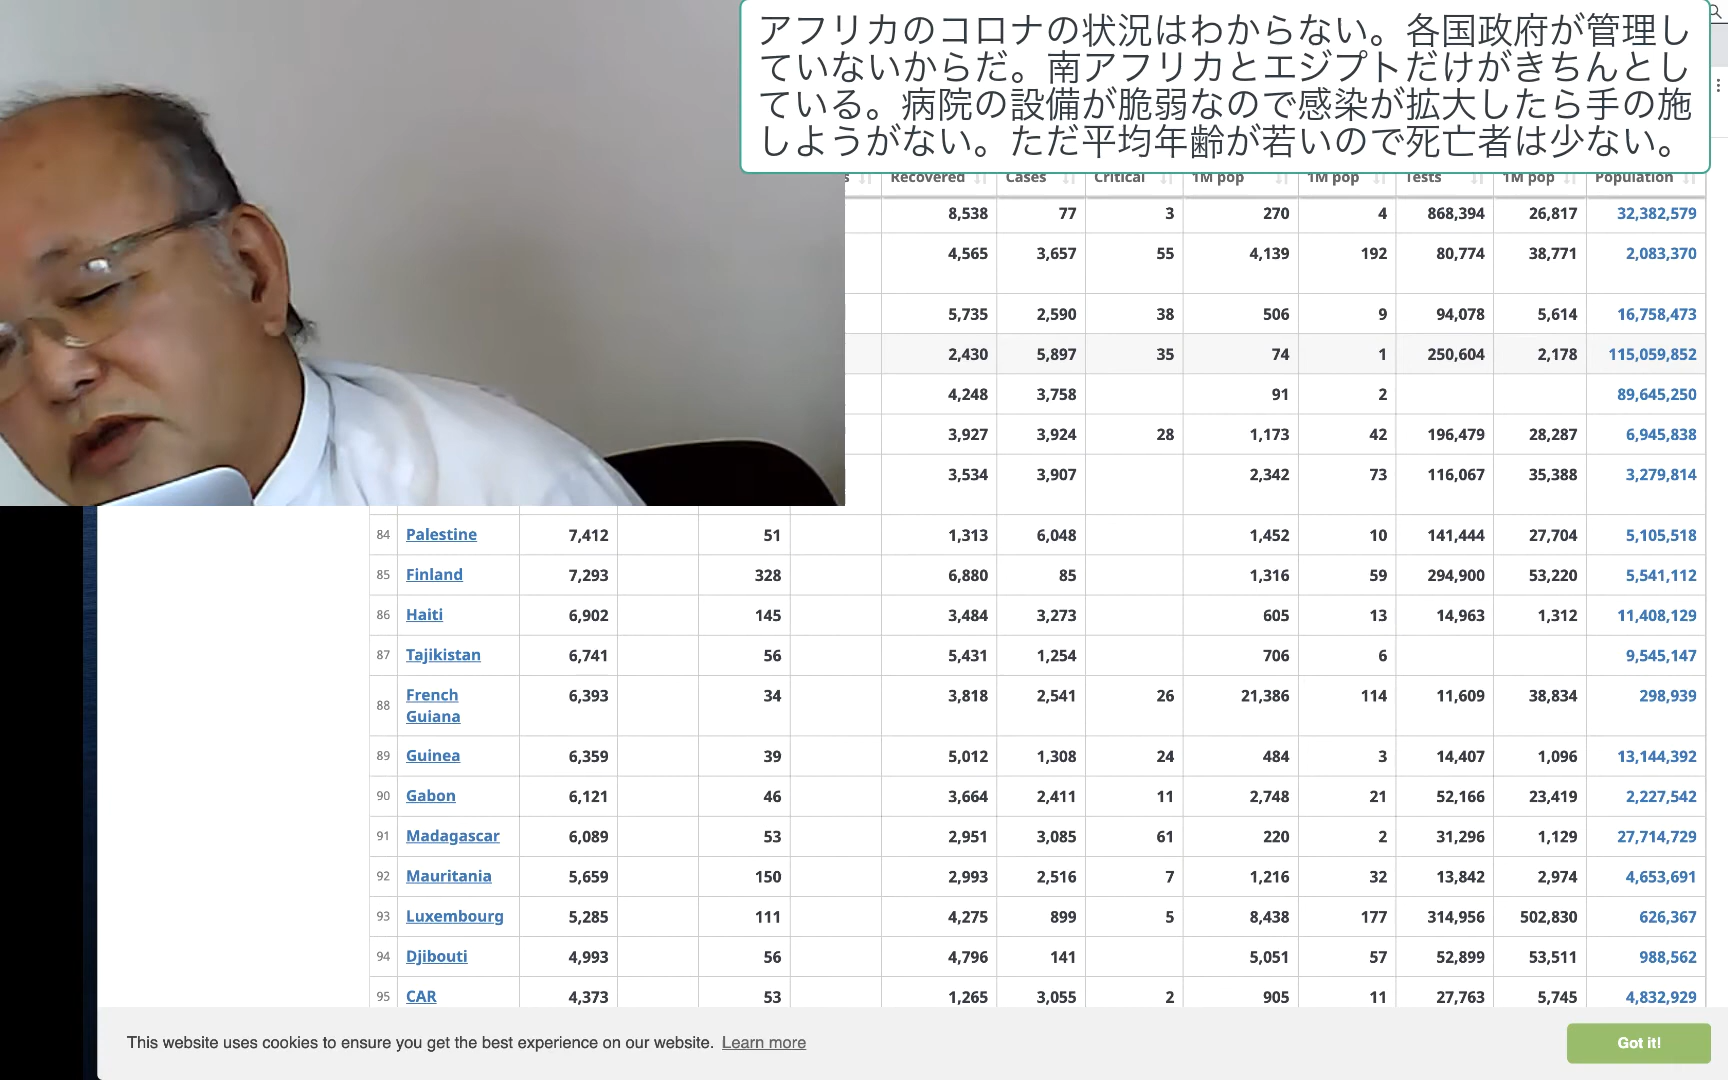 アフリカのコロナの状況はわからない。各国政府が管理し
ていないからだ。南アフリカとエジプトだけがきちんとし
ている。病院の設備が脆弱なので感染が拡大したら手の施
しようがない。ただ平均年齢が若いので死亡者は少ない。
s Recovered Cases Critical 1M pop 1M pop Tests 1M pop Population
8,538 77 3 270 4 868,394 26,817 32,382,579
4,565 3,657 55 4,139 192 80,774 38,771 2,083,370
5,735 2,590 38 506 9 94,078 5,614 16,758,473
2,430 5,897 35 74 1 250,604 2,178 115,059,852
4,248 3,758 91 2 89,645,250
3,927 3,924 28 1,173 42 196,479 28,287 6,945,838
3,534 3,907 2,342 73 116,067 35,388 3,279,814
84 Palestine 7,412 51 1,313 6,048 1,452 10 141,444 27,704 5,105,518
85 Finland 7,293 328 6,880 85 1,316 59 294,900 53,220 5,541,112
86 Haiti 6,902 145 3,484 3,273 605 13 14,963 1,312 11,408,129
87 Tajikistan 6,741 56 5,431 1,254 706 6 9,545,147
88 French Guiana 6,393 34 3,818 2,541 26 21,386 114 11,609 38,834 298,939
89 Guinea 6,359 39 5,012 1,308 24 484 3 14,407 1,096 13,144,392
90 Gabon 6,121 46 3,664 2,411 11 2,748 21 52,166 23,419 2,227,542
91 Madagascar 6,089 53 2,951 3,085 61 220 2 31,296 1,129 27,714,729
92 Mauritania 5,659 150 2,993 2,516 7 1,216 32 13,842 2,974 4,653,691
93 Luxembourg 5,285 111 4,275 899 5 8,438 177 314,956 502,830 626,367
94 Djibouti 4,993 56 4,796 141 5,051 57 52,899 53,511 988,562
95 CAR 4,373 53 1,265 3,055 2 905 11 27,763 5,745 4,832,929
This website uses cookies to ensure you get the best experience on our website. Learn more Got it!